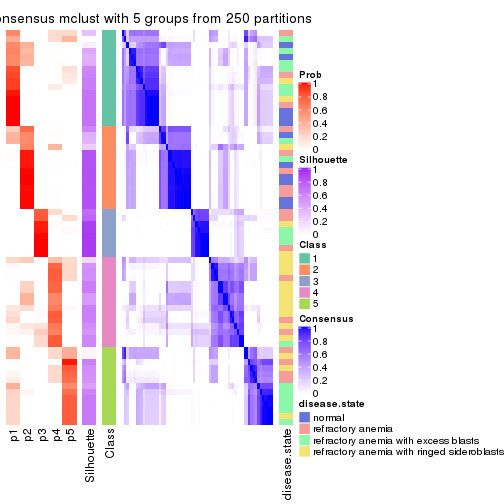 onsensus mclust with 5 groups from 250 partitions
Prob
1
0.8
0.6
0.4
0.2
0
Silhouette
1
0.8
0.6
0.4
0.2
0
Class
1
2
3
4
5
Consensus
1
0.8
0.6
0.4
0.2
0
disease.state
normal
refractory anemia
refractory anemia with excess blasts
refractory anemia with ringed sideroblasts
p1
p2
p3
p4
p5
Silhouette
Class
disease.state